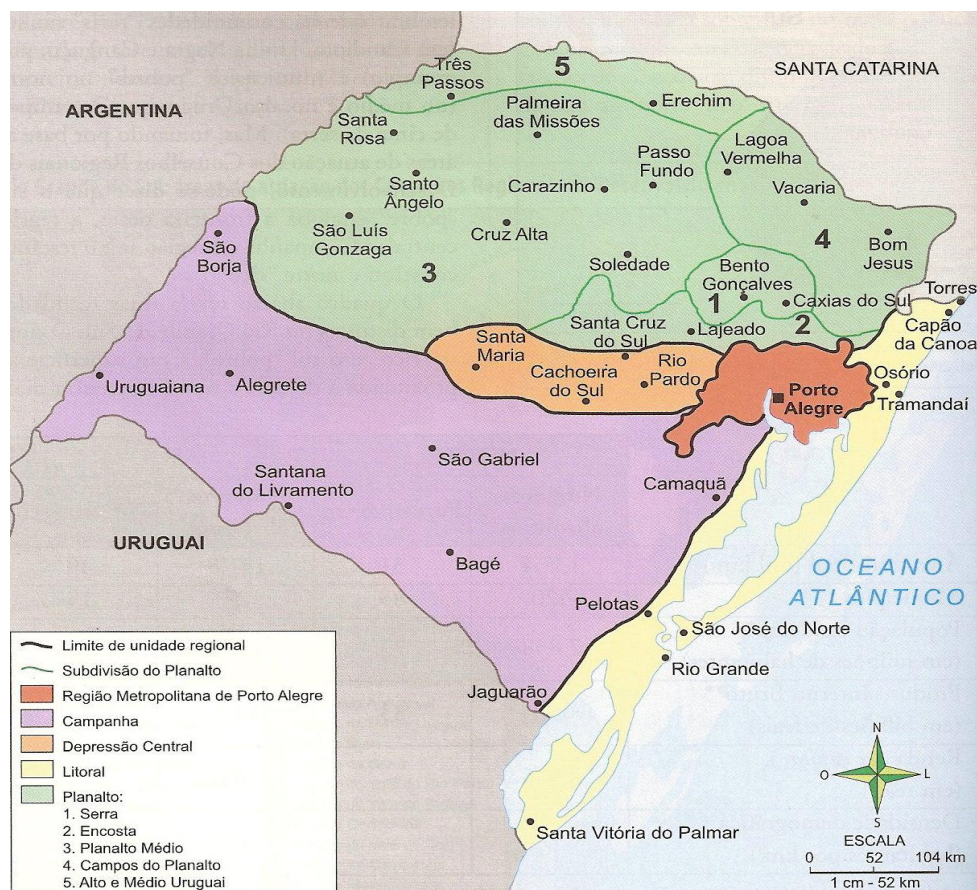 5
SANTA CATARINA
Três
Passos
ARGENTINA
Erechim
Palmeira
das Missões
Santa
Rosa
Lagoa
Vermelha
Passo
Fundo
Santo
Ângelo
Carazinho
Vacaria
São Luís
Gonzaga
Cruz Alta
São
Borja
4
Bom
Jesus
3
Soledade
Bento
Gonçalves
1
Caxias do Sul
Torres
2
Capão
da Canoa
Santa Cruz
do Sul
Lajeado
Santa
Maria
Cachoeira
do Sul
Rio
Pardo
Osório
Uruguaiana
Alegrete
Porto
Alegre
Tramandaí
São Gabriel
Santana
do Livramento
Camaquã
URUGUAI
Bagé
OCEANO
ATLÂNTICO
Pelotas
São José do Norte
Rio Grande
Jaguarão
Santa Vitória do Palmar
Limite de unidade regional
Subdivisão do Planalto
Região Metropolitana de Porto Alegre
Campanha
Depressão Central
Litoral
Planalto:
1. Serra
2. Encosta
3. Planalto Médio
4. Campos do Planalto
5. Alto e Médio Uruguai
N
O L
S
ESCALA
0 52 104 km
1 cm - 52 km